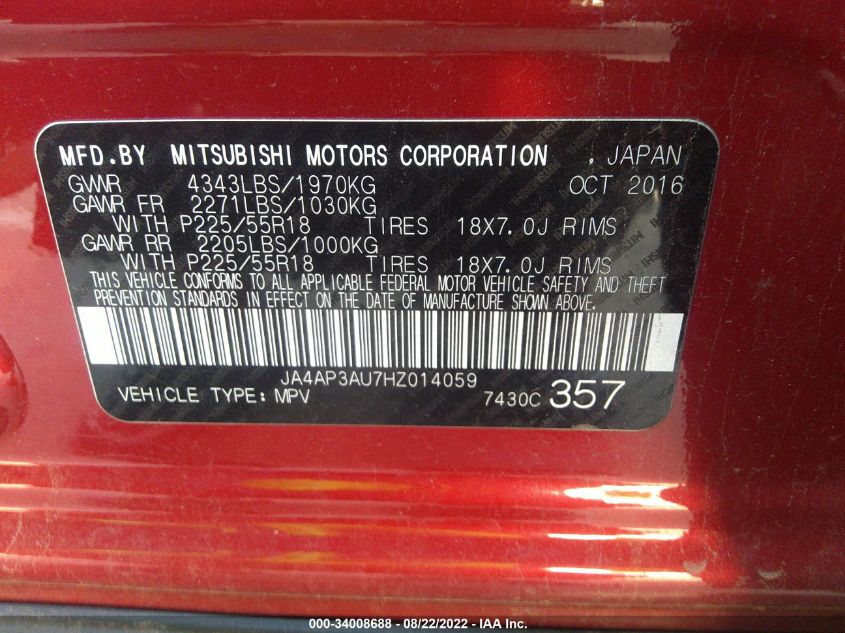 MFD.BY MITSUBISHI MOTORS CORPORATION , JAPAN
GVWR 4343LBS/1970KG OCT 2016
GAWR FR 2271LBS/1030KG
WITH P225/55R18 TIRES 18X7.0J RIMS
GAWR RR 2205LBS/1000KG
WITH P225/55R18 TIRES 18X7.0J RIMS
THIS VEHICLE CONFORMS TO ALL APPLICABLE FEDERAL MOTOR VEHICLE SAFETY AND THEFT
PREVENTION STANDARDS IN EFFECT ON THE DATE OF MANUFACTURE SHOWN ABOVE.
JA4AP3AU7HZ014059
VEHICLE TYPE: MPV 7430C 357
000-34008688 - 08/22/2022 - IAA Inc.